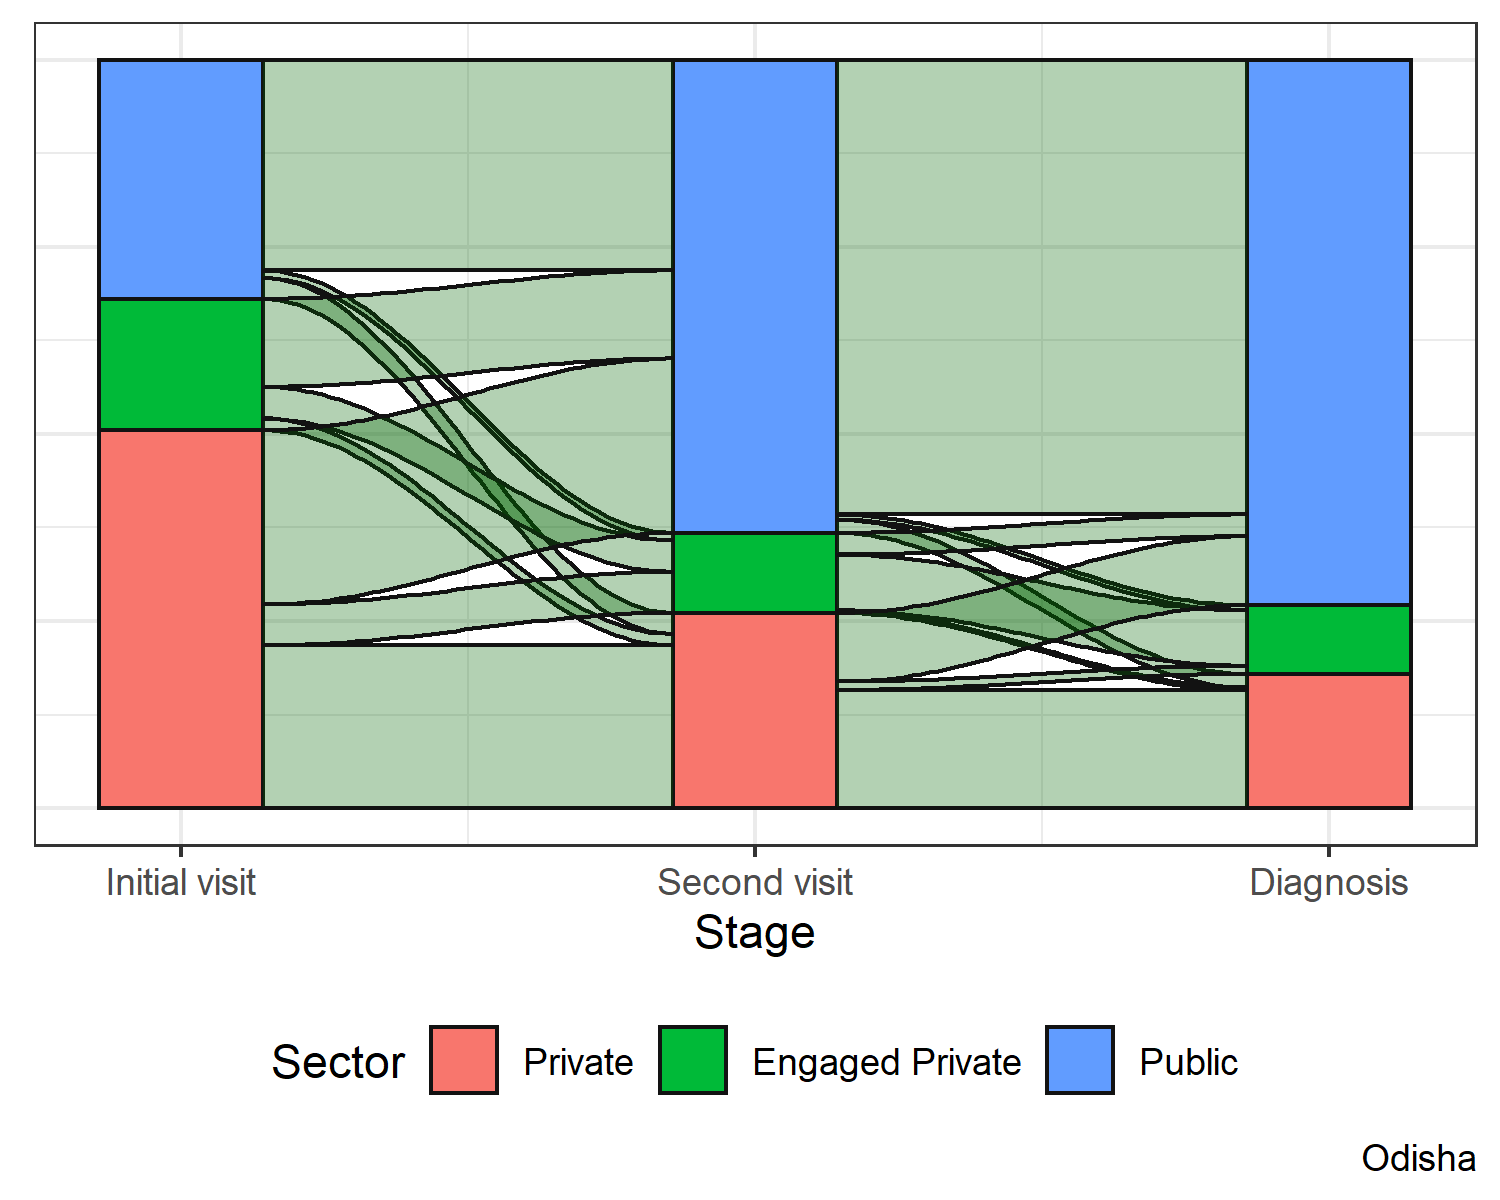 Initial visit Second visit Diagnosis
Stage
Sector Private Engaged Private Public
Odisha